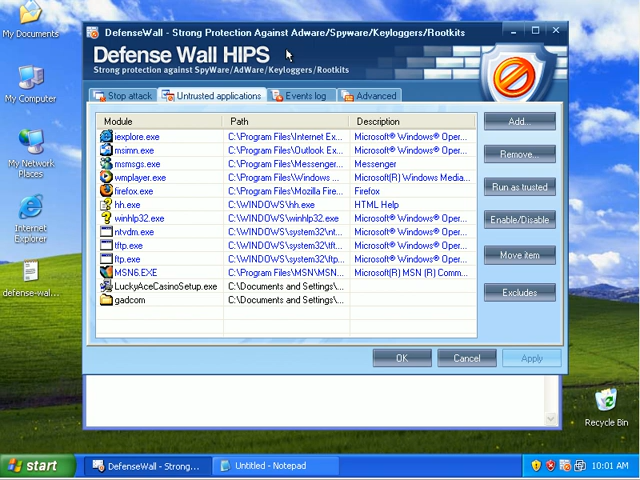 My Documents
My Computer
My Network
Places
Internet
Explorer
defense-wal...
DefenseWall - Strong Protection Against Adware/Spyware/Keyloggers/Rootkits
Defense Wall HIPS
Strong protection against SpyWare/AdWare/Keyloggers/Rootkits
Stop attack Untrusted applications Events log Advanced
Module Path Description
iexplore.exe C:\Program Files\Internet Ex... Microsoft® Windows® Oper...
msimn.exe C:\Program Files\Outlook Ex... Microsoft® Windows® Oper...
msmsgs.exe C:\Program Files\Messenger... Messenger
wmplayer.exe C:\Program Files\Windows ... Microsoft(R) Windows Media...
firefox.exe C:\Program Files\Mozilla Fire... Firefox
hh.exe C:\WINDOWS\hh.exe HTML Help
winhlp32.exe C:\WINDOWS\winhlp32.exe Microsoft® Windows® Oper...
ntvdm.exe C:\WINDOWS\system32\nt... Microsoft® Windows® Oper...
tftp.exe C:\WINDOWS\system32\tft... Microsoft® Windows® Oper...
ftp.exe C:\WINDOWS\system32\ftp... Microsoft® Windows® Oper...
MSN6.EXE C:\Program Files\MSN\MSN... Microsoft(R) MSN (R) Comm...
LuckyAceCasinoSetup.exe C:\Documents and Settings\...
gadcom C:\Documents and Settings\...
Add...
Remove...
Run as trusted
Enable/Disable
Move item
Excludes
OK Cancel Apply
Recycle Bin
start DefenseWall - Strong... Untitled - Notepad 10:01 AM